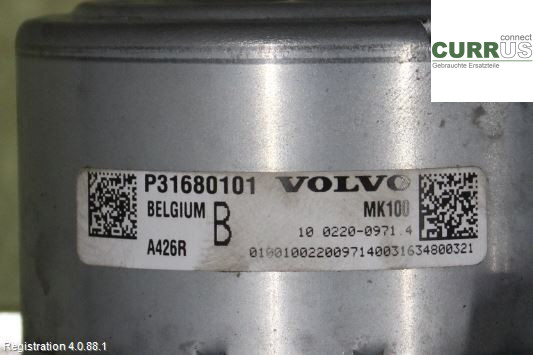 connect
CURRUS
Gebrauchte Ersatzteile
P31680101 VOLVO
BELGIUM B MK100
10 0220-0971.4
A426R 0100100220097140031634800321
Registration 4.0.88.1